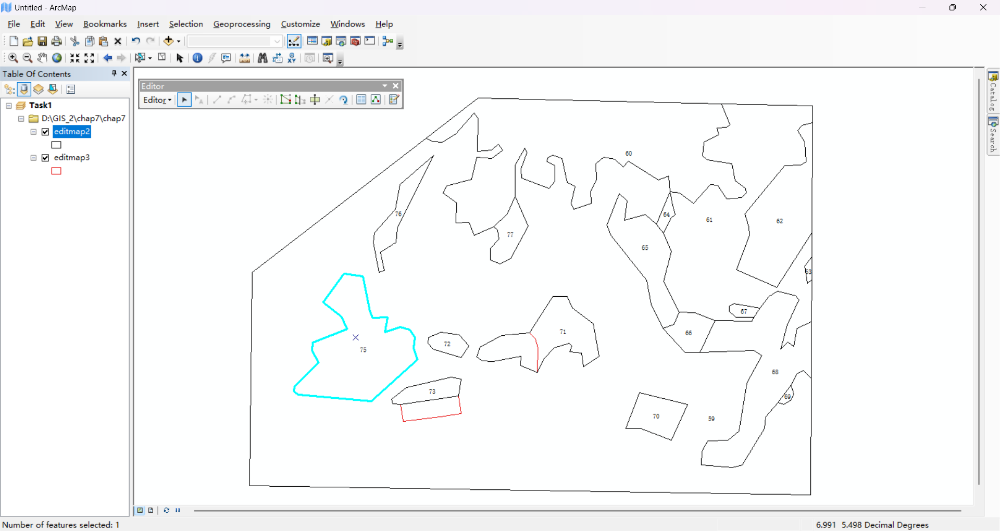 Untitled - ArcMap
File Edit View Bookmarks Insert Selection Geoprocessing Customize Windows Help
XY
Table Of Contents
Task1
D:\GIS_2\chap7\chap7
editmap2
editmap3
Editor
Editor
60
76
64
61
62
77
65
53
67
66
71
72
75
68
73
69
70
59
Catalog
Search
Number of features selected: 1
6.991 5.498 Decimal Degrees